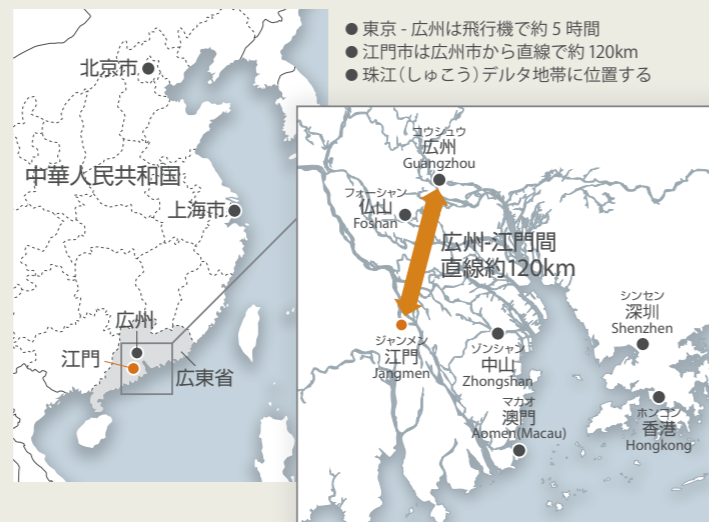 ● 東京 - 広州は飛行機で約 5 時間
● 江門市は広州市から直線で約 120km
● 珠江（しゅこう）デルタ地帯に位置する
北京市
中華人民共和国
上海市
広州
江門
広東省
コウシュウ
広州
Guangzhou
フォーシャン
仏山
Foshan
広州-江門間
直線約120km
ジャンメン
江門
Jangmen
ゾンシャン
中山
Zhongshan
シンセン
深圳
Shenzhen
マカオ
澳門
Aomen(Macau)
ホンコン
香港
Hongkong